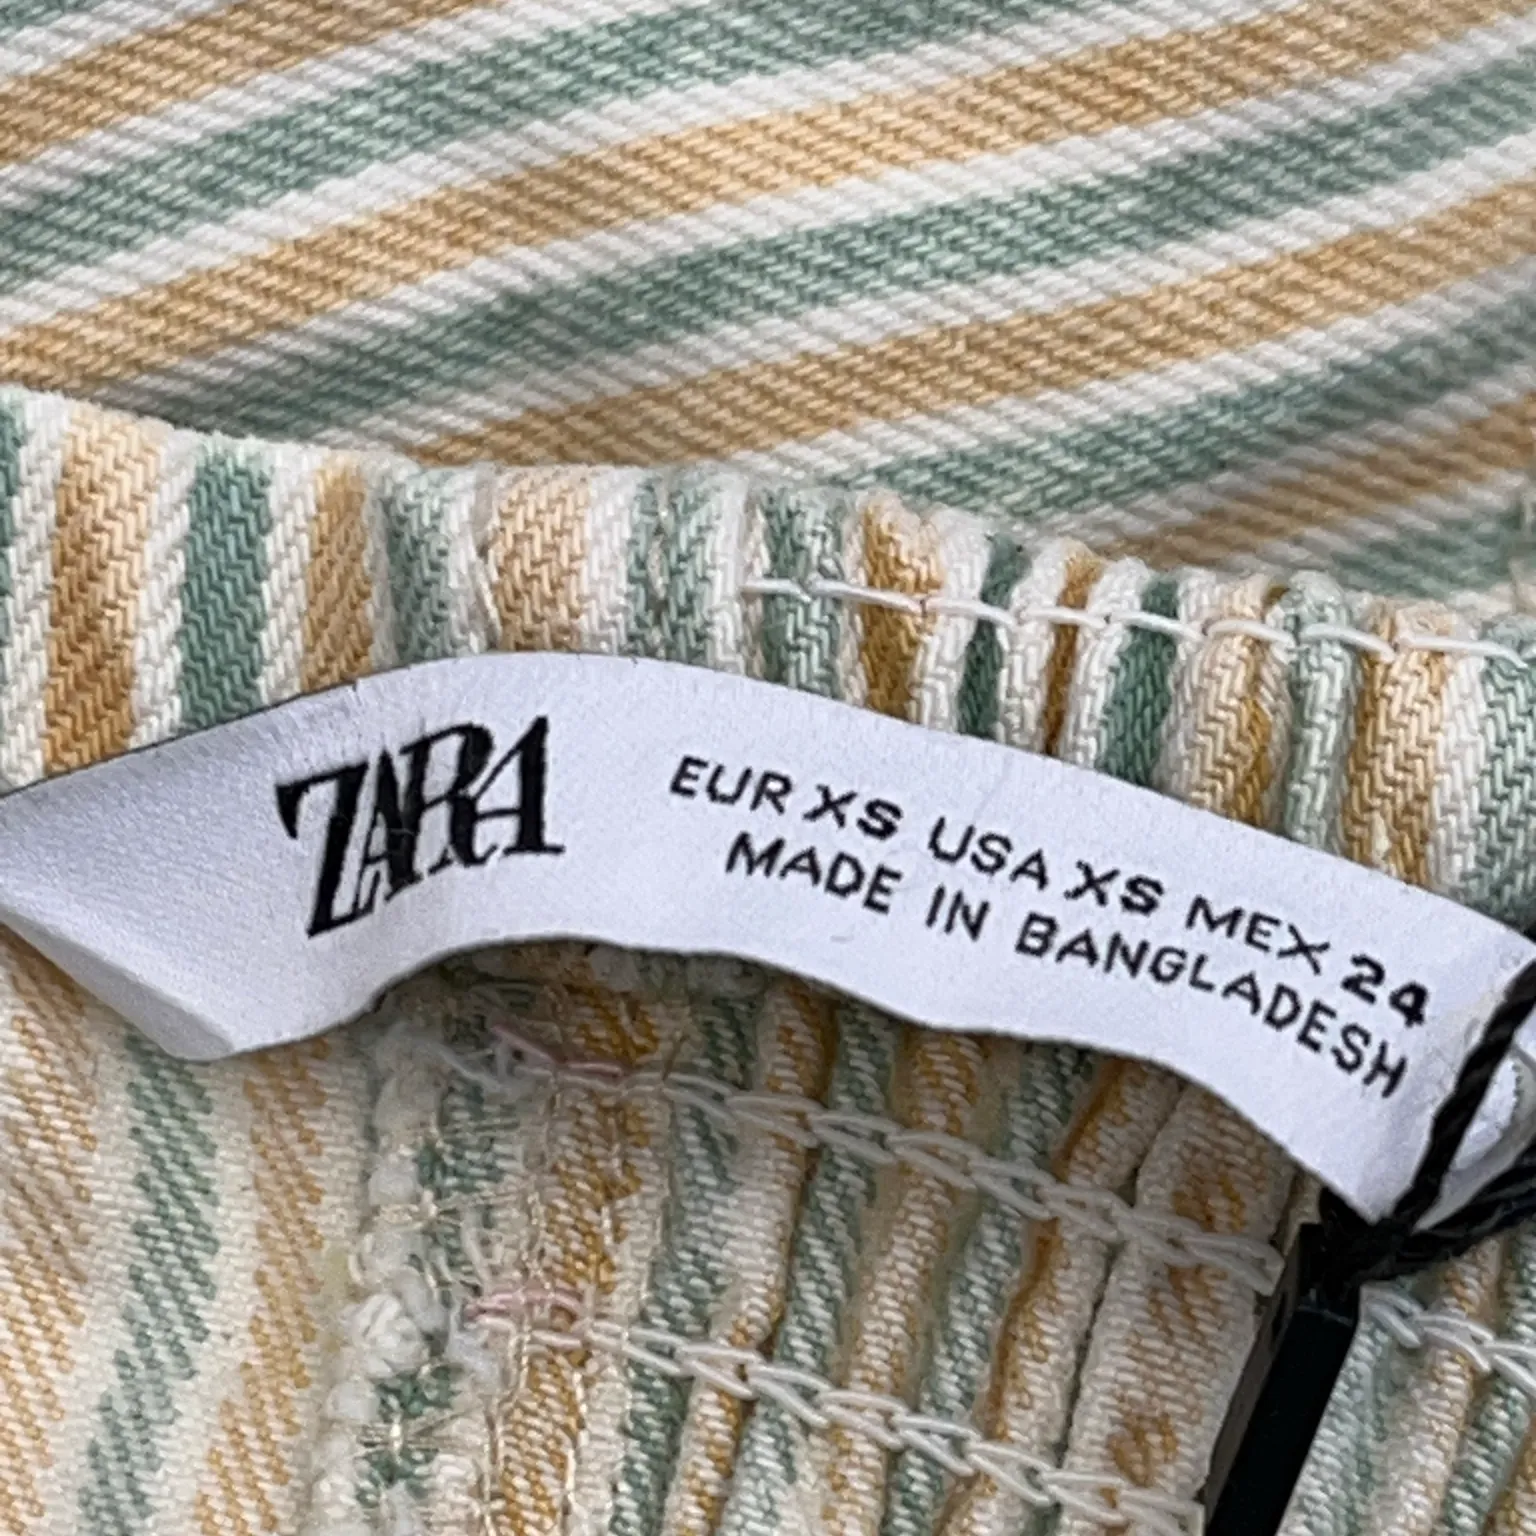 ZARA
EUR XS USA XS MEX 24
MADE IN BANGLADESH